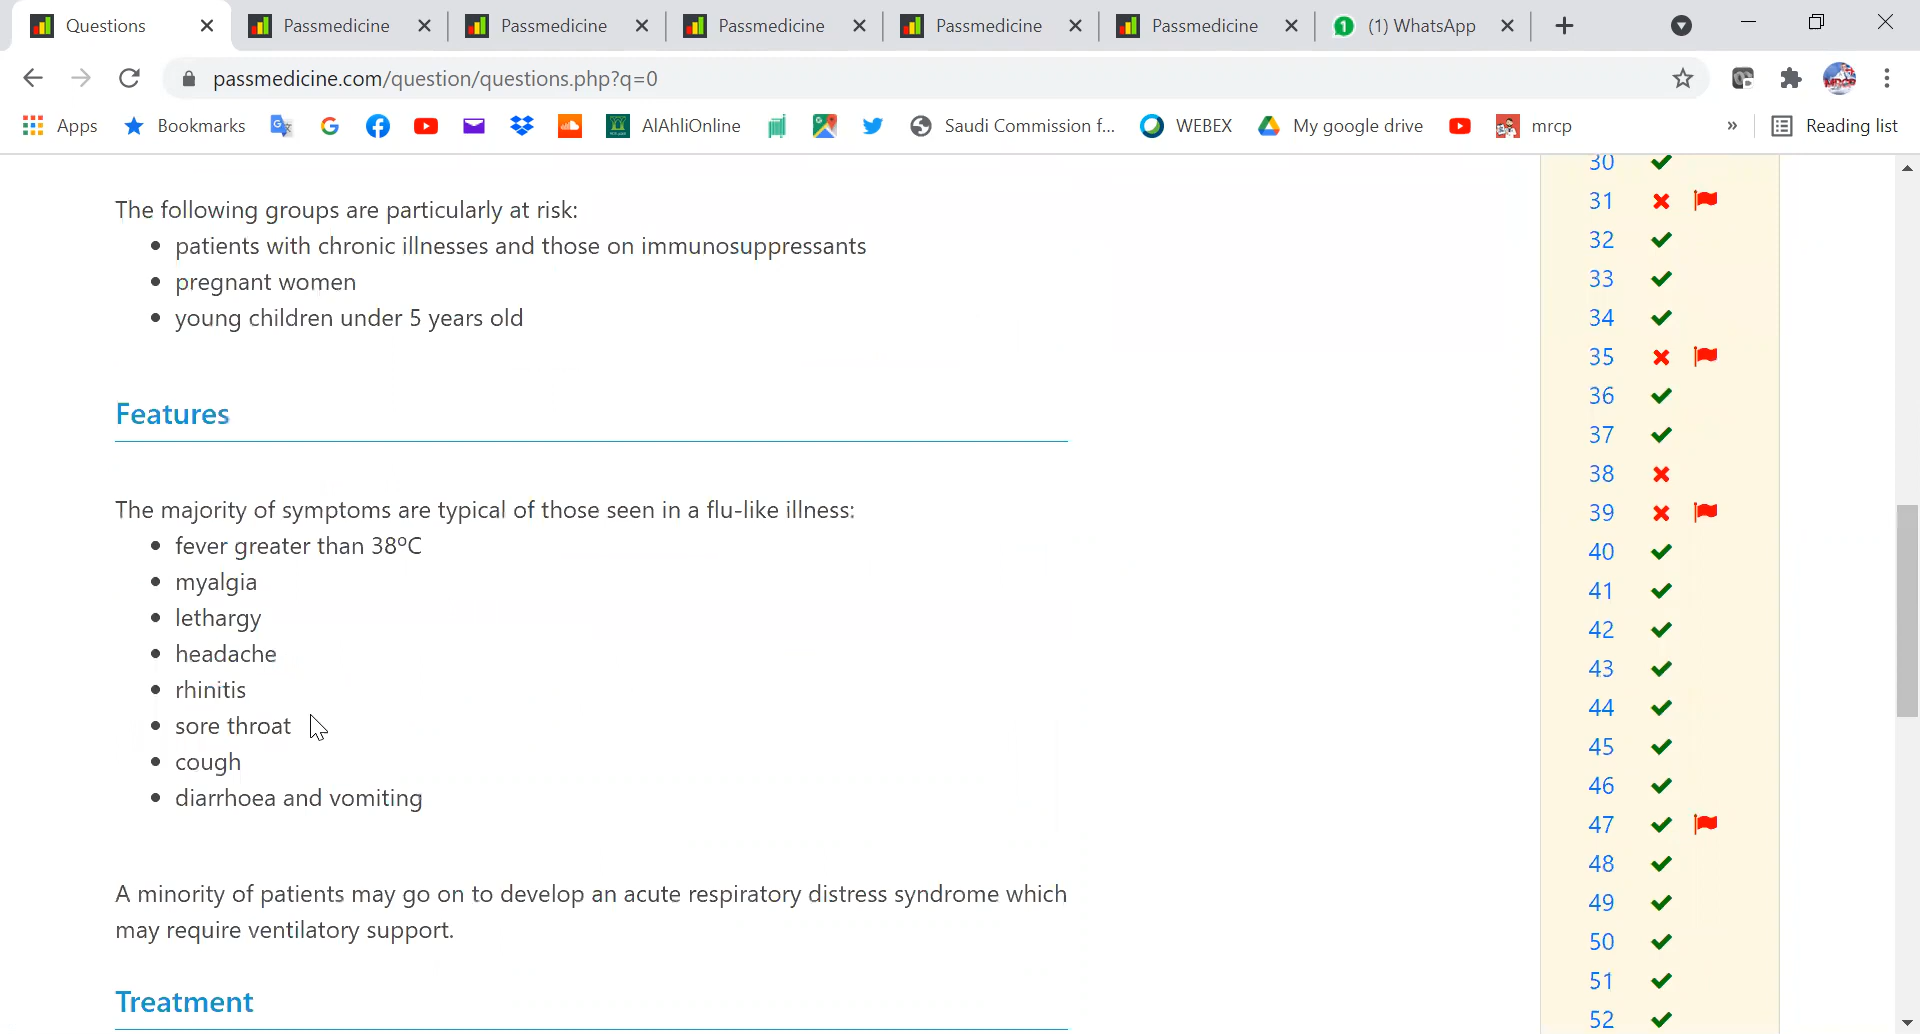 Questions
Passmedicine
Passmedicine
Passmedicine
Passmedicine
Passmedicine
1
(1) WhatsApp
passmedicine.com/question/questions.php?q=0
Apps
Bookmarks
AlAhliOnline
Saudi Commission f...
WEBEX
My google drive
mrcp
»
Reading list
The following groups are particularly at risk:
• patients with chronic illnesses and those on immunosuppressants
• pregnant women
• young children under 5 years old
Features
The majority of symptoms are typical of those seen in a flu-like illness:
• fever greater than 38ºC
• myalgia
• lethargy
• headache
• rhinitis
• sore throat
• cough
• diarrhoea and vomiting
A minority of patients may go on to develop an acute respiratory distress syndrome which
may require ventilatory support.
Treatment
30
31
32
33
34
35
36
37
38
39
40
41
42
43
44
45
46
47
48
49
50
51
52